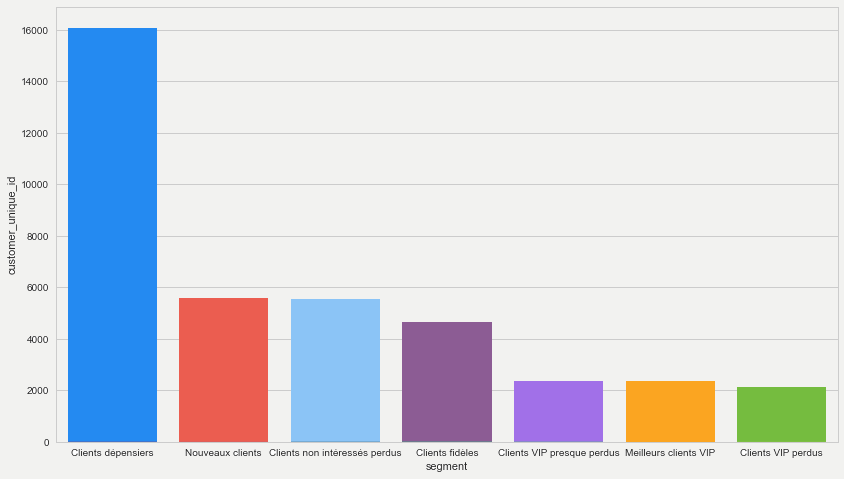 16000
14000
12000
10000
8000
6000
4000
2000
0
customer_unique_id
Clients dépensiers
Nouveaux clients
Clients non intéressés perdus
Clients fidèles
Clients VIP presque perdus
Meilleurs clients VIP
Clients VIP perdus
segment